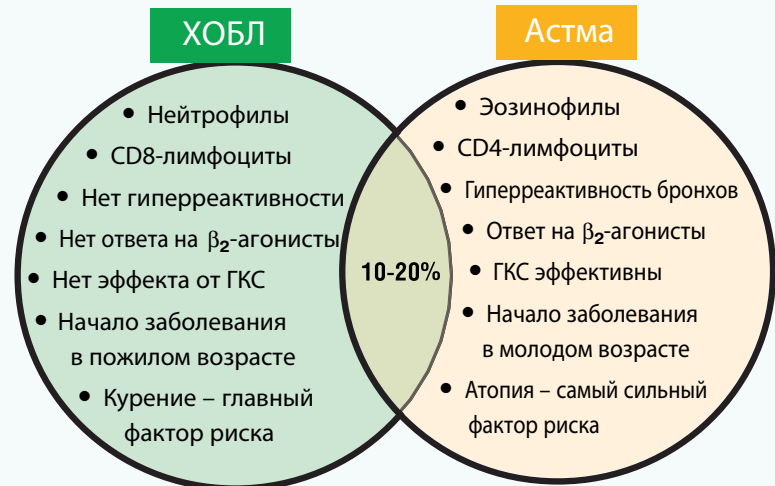 ХОБЛ
• Нейтрофилы
• CD8-лимфоциты
• Нет гиперреактивности
• Нет ответа на β₂-агонисты
• Нет эффекта от ГКС
• Начало заболевания
в пожилом возрасте
• Курение – главный
фактор риска
10-20%
Астма
• Эозинофилы
• CD4-лимфоциты
• Гиперреактивность бронхов
• Ответ на β₂-агонисты
• ГКС эффективны
• Начало заболевания
в молодом возрасте
• Атопия – самый сильный
фактор риска